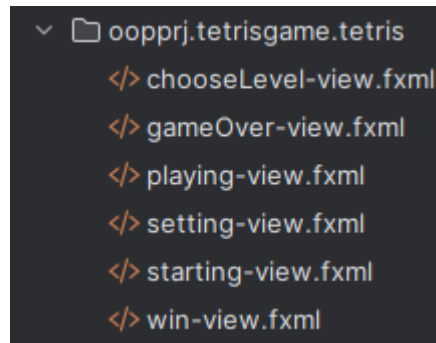 oopprj.tetrisgame.tetris
</> chooseLevel-view.fxml
</> gameOver-view.fxml
</> playing-view.fxml
</> setting-view.fxml
</> starting-view.fxml
</> win-view.fxml